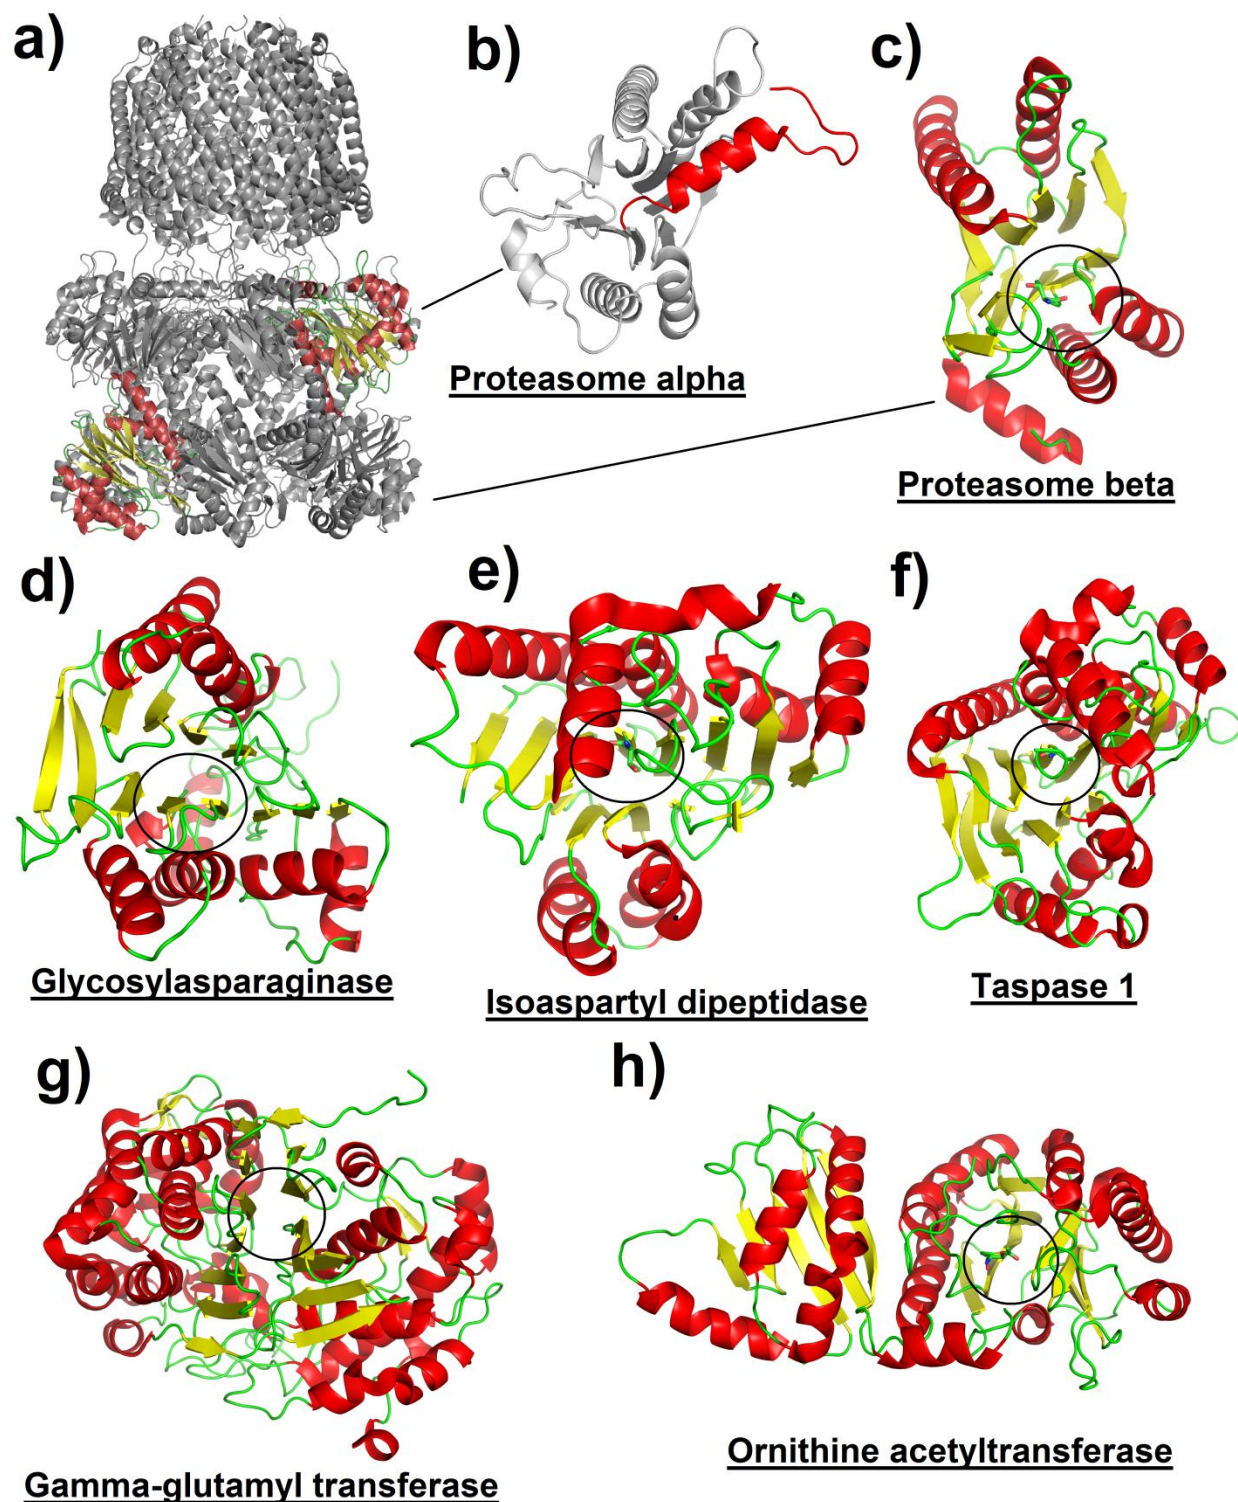 a)
b)
c)
Proteasome alpha
Proteasome beta
d)
e)
f)
Glycosylasparaginase
Isoaspartyl dipeptidase
Taspase 1
g)
h)
Gamma-glutamyl transferase
Ornithine acetyltransferase